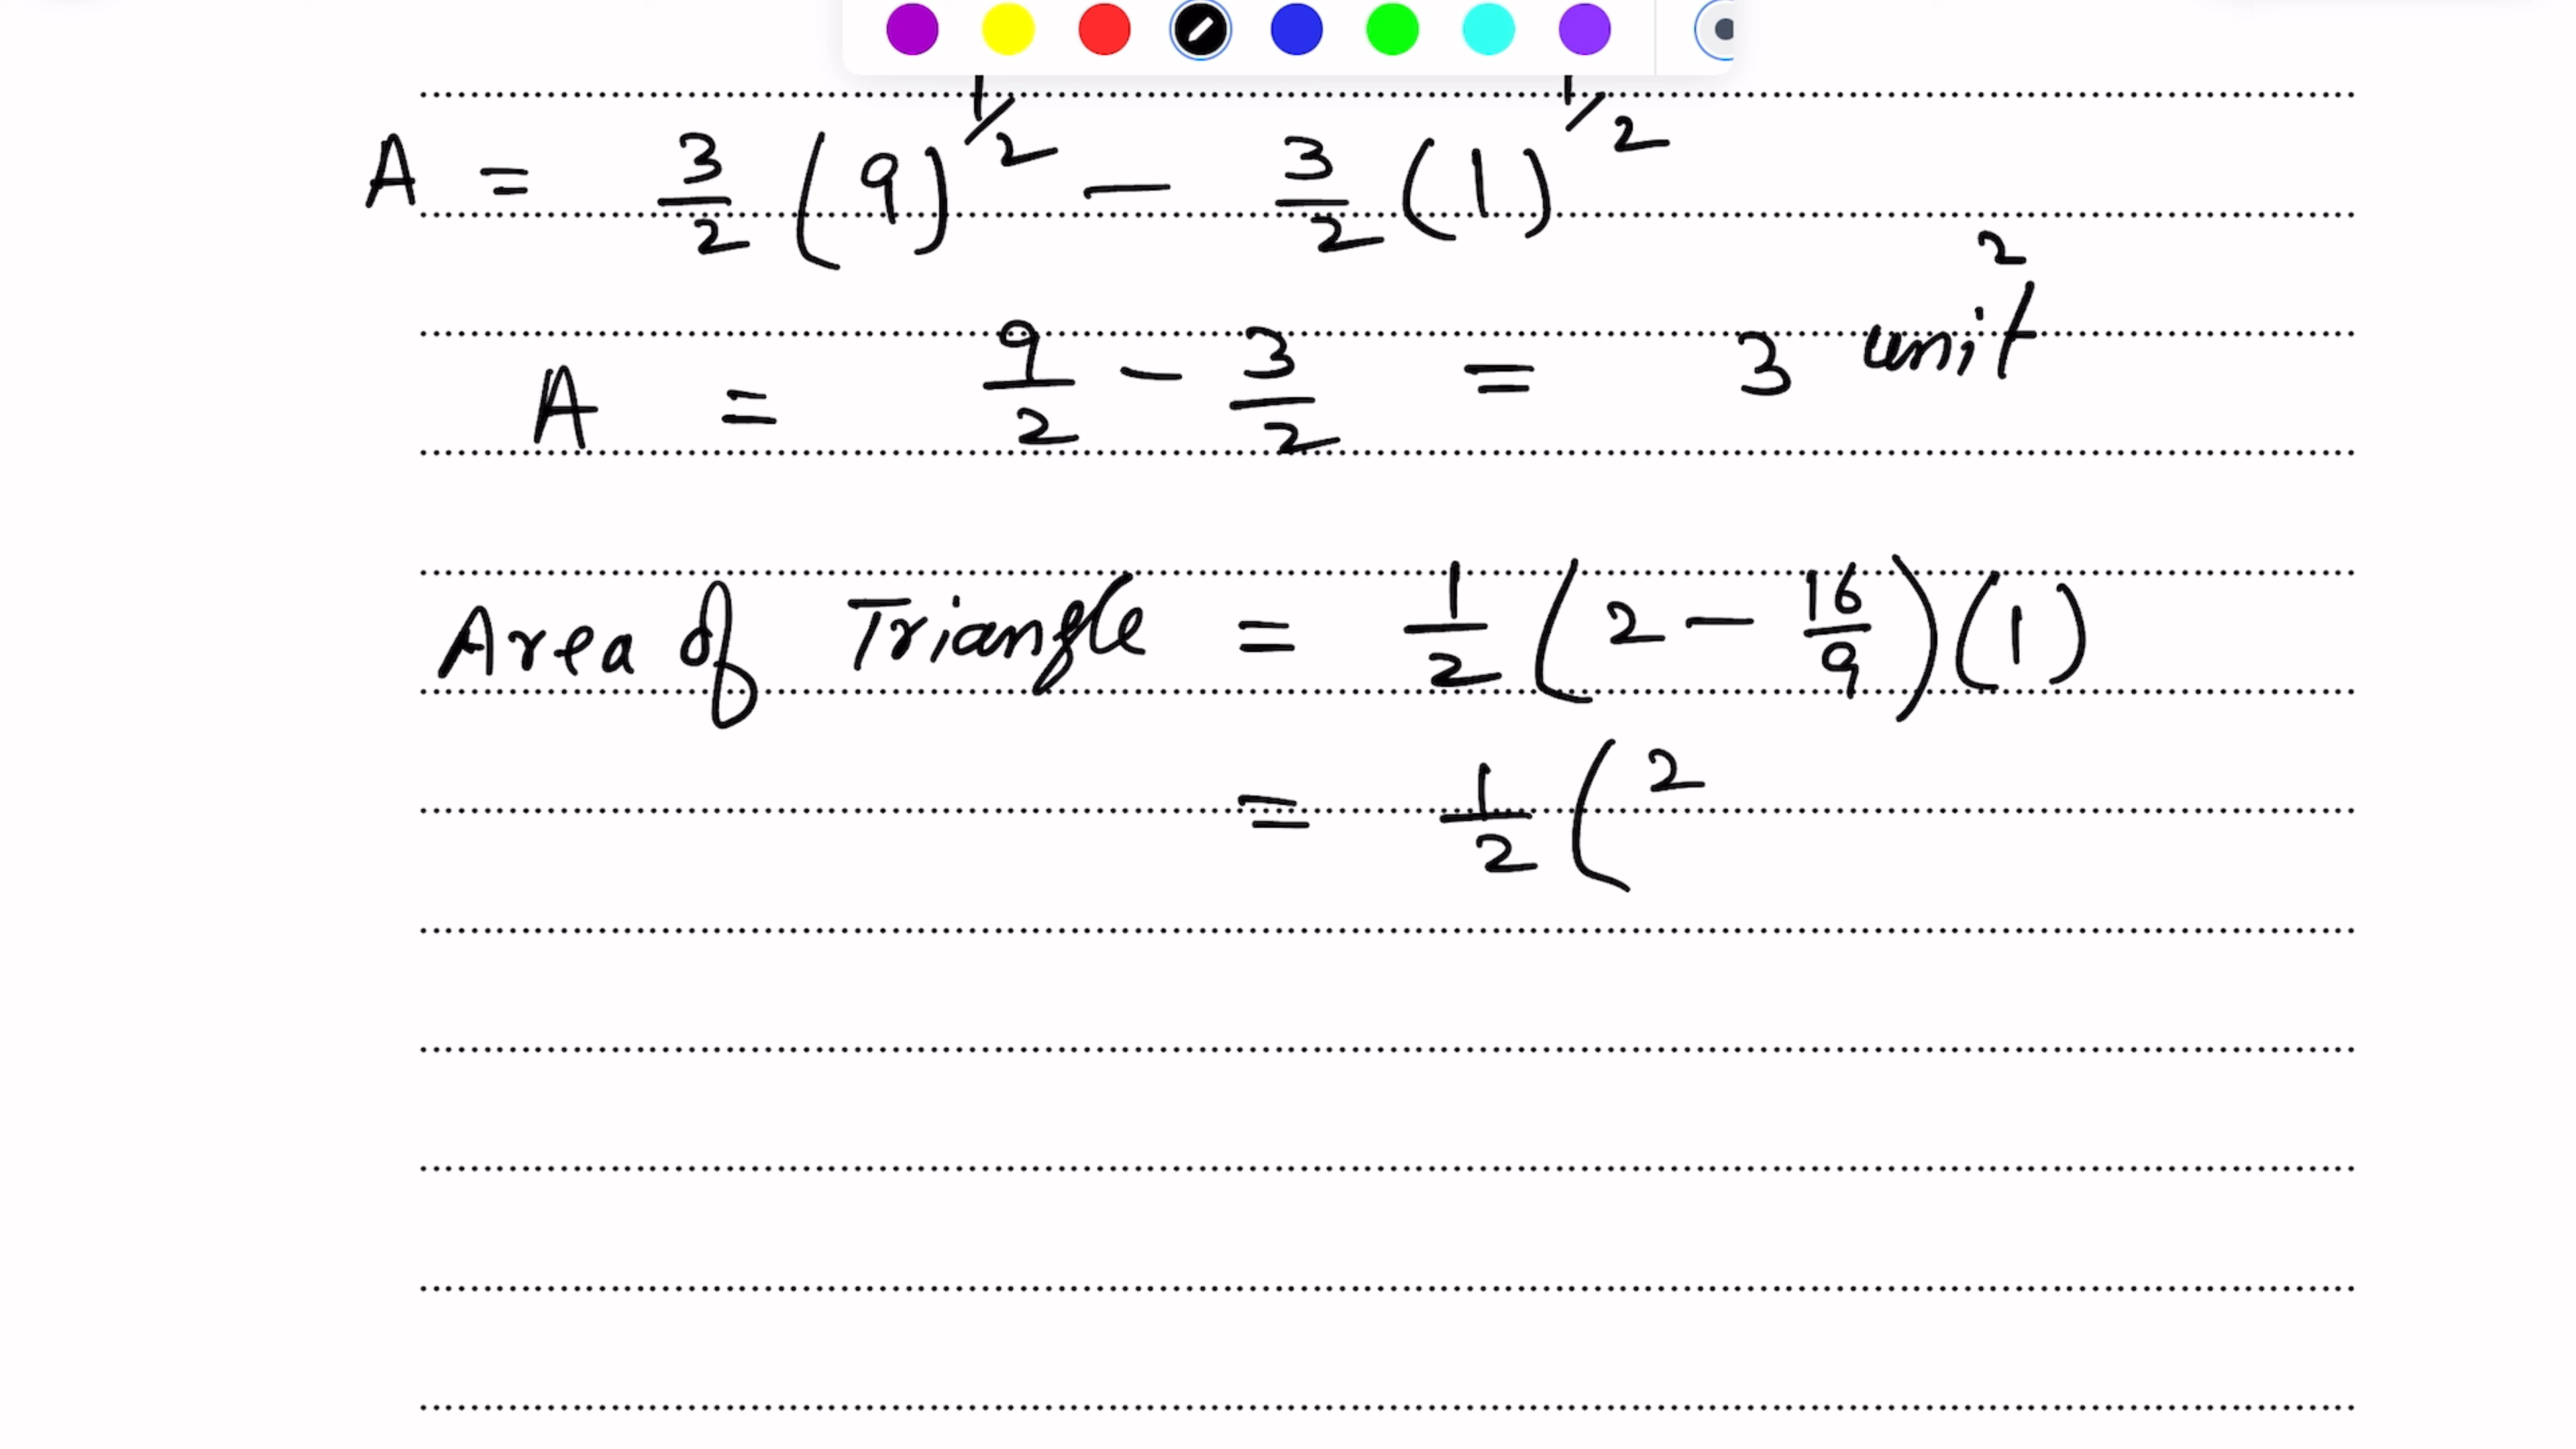 A = 3/2 (9)^1/2 − 3/2 (1)^1/2
A = 9/2 − 3/2 = 3 unit^2
Area of Triangle = 1/2 (2 − 16/9)(1)
= 1/2 (2